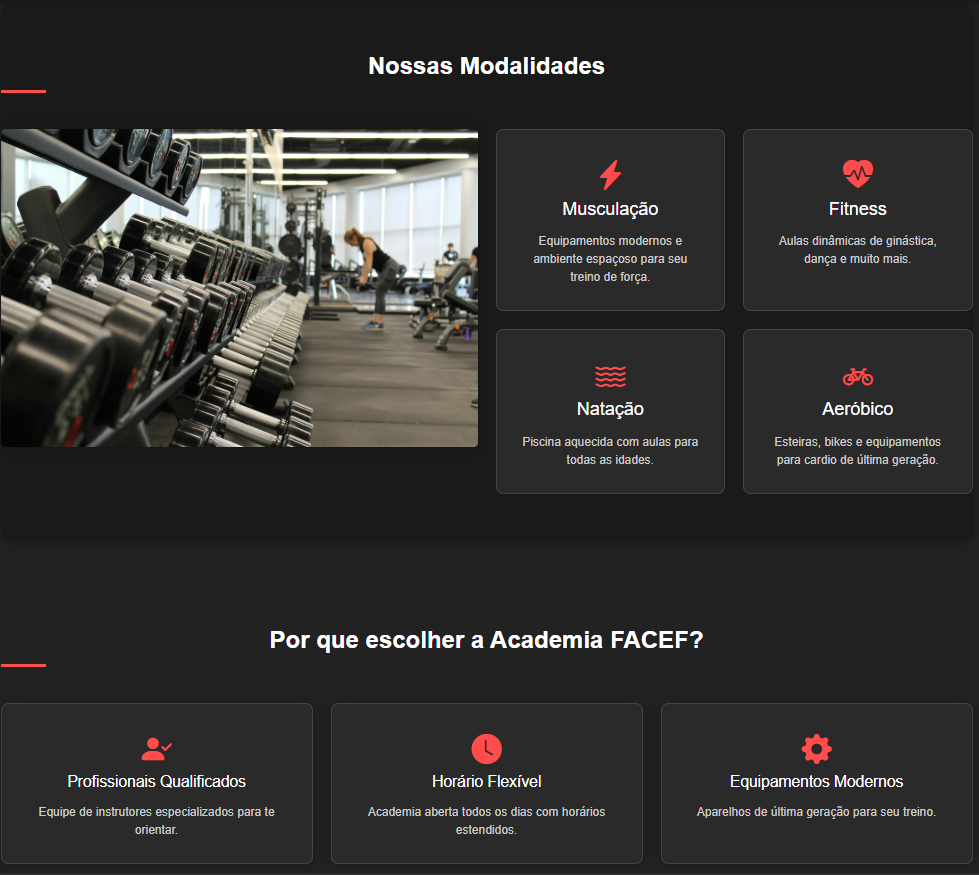 Nossas Modalidades
Musculação
Equipamentos modernos e
ambiente espaçoso para seu
treino de força.
Fitness
Aulas dinâmicas de ginástica,
dança e muito mais.
Natação
Piscina aquecida com aulas para
todas as idades.
Aeróbico
Esteiras, bikes e equipamentos
para cardio de última geração.
Por que escolher a Academia FACEF?
Profissionais Qualificados
Equipe de instrutores especializados para te
orientar.
Horário Flexível
Academia aberta todos os dias com horários
estendidos.
Equipamentos Modernos
Aparelhos de última geração para seu treino.